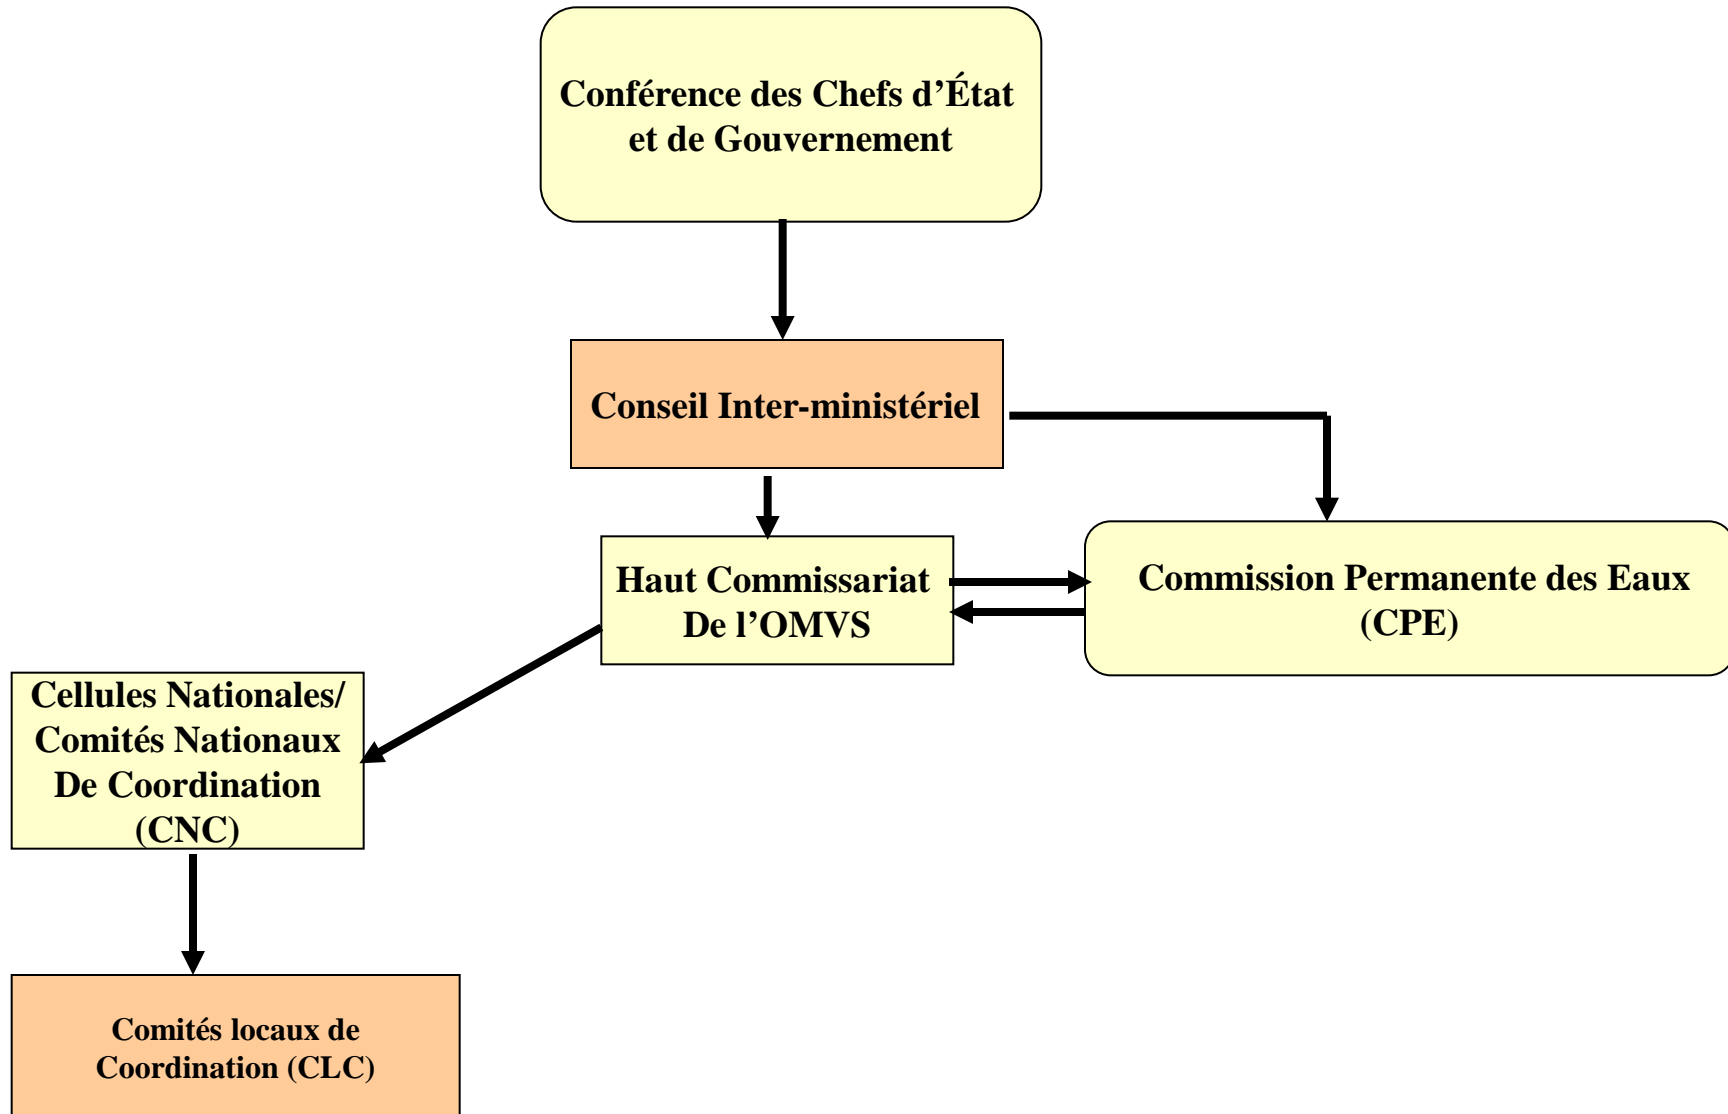 Conférence des Chefs d’État
et de Gouvernement
Conseil Inter-ministériel
Haut Commissariat
De l’OMVS
Commission Permanente des Eaux
(CPE)
Cellules Nationales/
Comités Nationaux
De Coordination
(CNC)
Comités locaux de
Coordination (CLC)